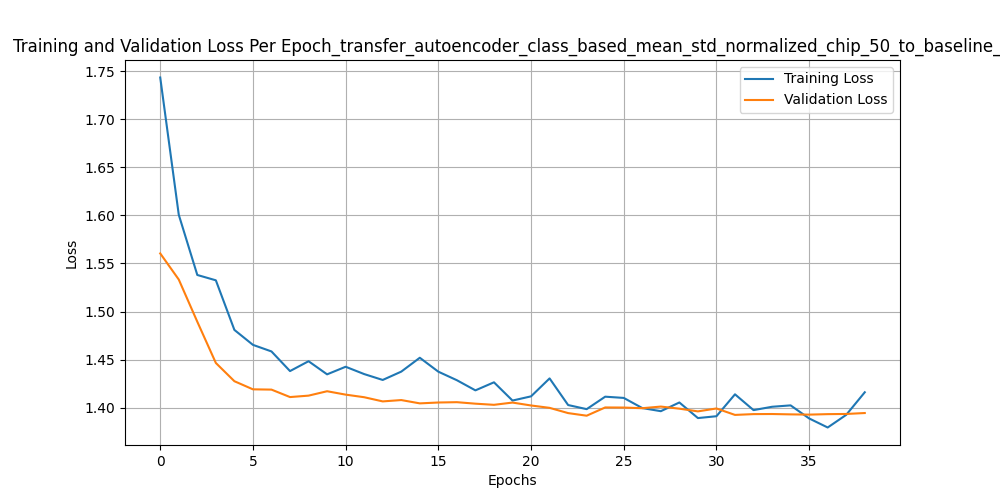 Training and Validation Loss Per Epoch_transfer_autoencoder_class_based_mean_std_normalized_chip_50_to_baseline_
1.75
1.70
1.65
1.60
1.55
1.50
1.45
1.40
Loss
Training Loss
Validation Loss
0 5 10 15 20 25 30 35
Epochs